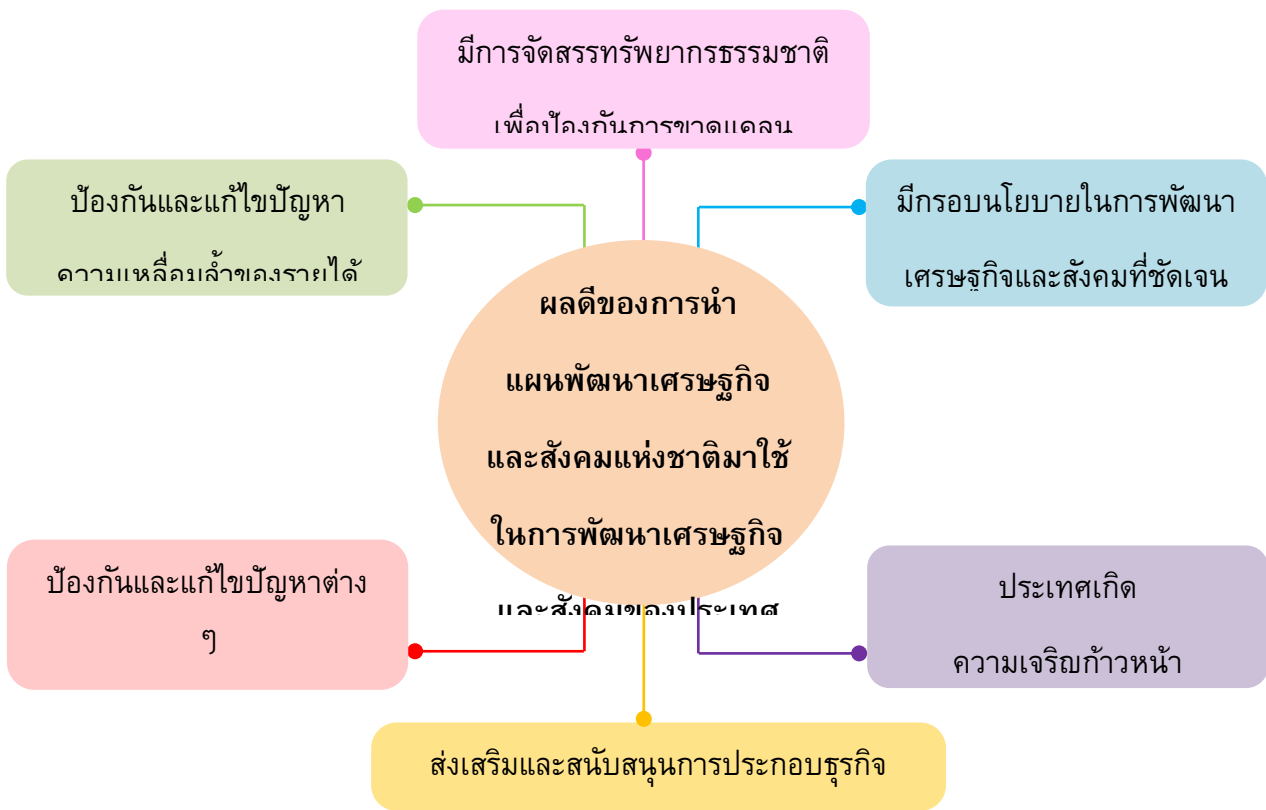 มีการจัดสรรทรัพยากรธรรมชาติ
เพื่อป้องกันการขาดแคลน
ป้องกันและแก้ไขปัญหา
ความเหลื่อมล้ำของรายได้
มีกรอบนโยบายในการพัฒนา
เศรษฐกิจและสังคมที่ชัดเจน
ผลดีของการนำ
แผนพัฒนาเศรษฐกิจ
และสังคมแห่งชาติมาใช้
ในการพัฒนาเศรษฐกิจ
และสังคมของประเทศ
ป้องกันและแก้ไขปัญหาต่าง
ๆ
ประเทศเกิด
ความเจริญก้าวหน้า
ส่งเสริมและสนับสนุนการประกอบธุรกิจ